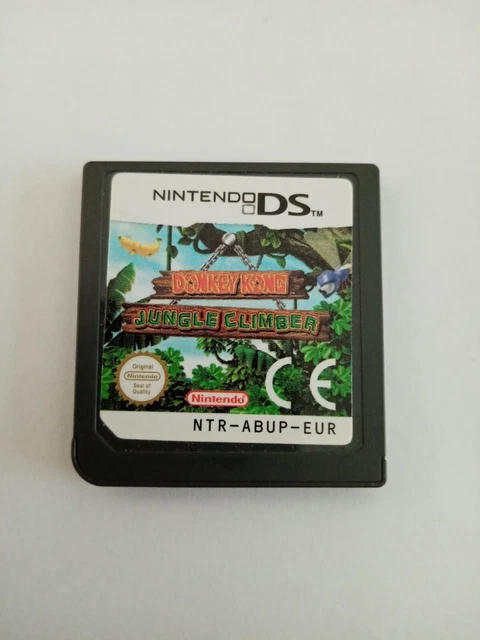 NINTENDO DS™
DONKEY KONG
JUNGLE CLIMBER
Original
Nintendo
Seal of
Quality
Nintendo
CE
NTR-ABUP-EUR